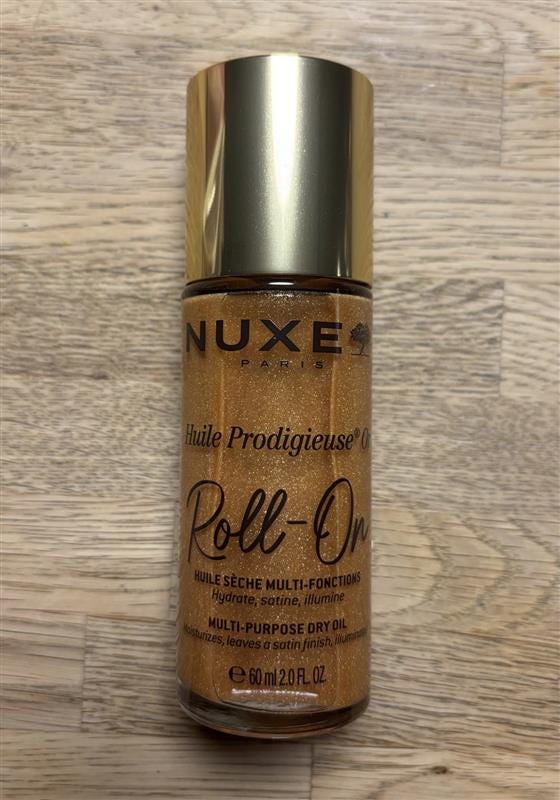 NUXE
PARIS
Huile Prodigieuse® Or
Roll-On
HUILE SÈCHE MULTI-FONCTIONS
Hydrate, satine, illumine
MULTI-PURPOSE DRY OIL
Moisturizes, leaves a satin finish, illuminates
℮ 60 ml 2.0 FL. OZ.